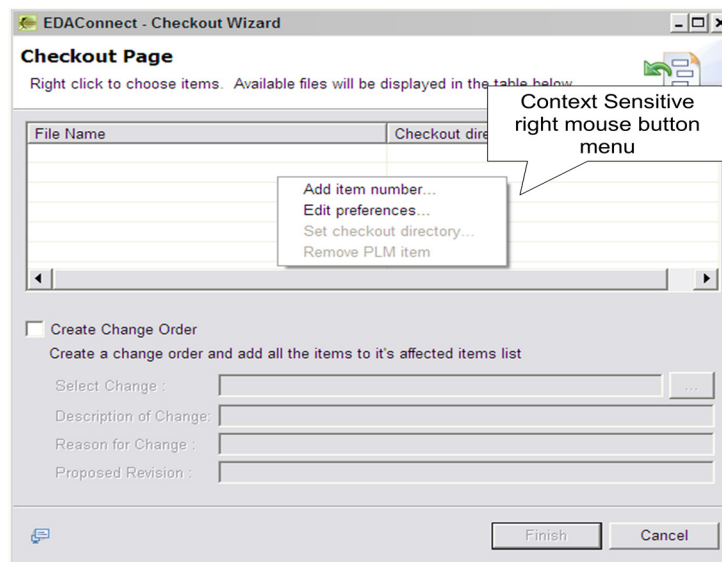 EDAConnect - Checkout Wizard
Checkout Page
Right click to choose items. Available files will be displayed in the table below
Context Sensitive
right mouse button
menu
File Name
Checkout dire
Add item number...
Edit preferences...
Set checkout directory...
Remove PLM item
Create Change Order
Create a change order and add all the items to it's affected items list
Select Change :
...
Description of Change:
Reason for Change :
Proposed Revision :
Finish
Cancel